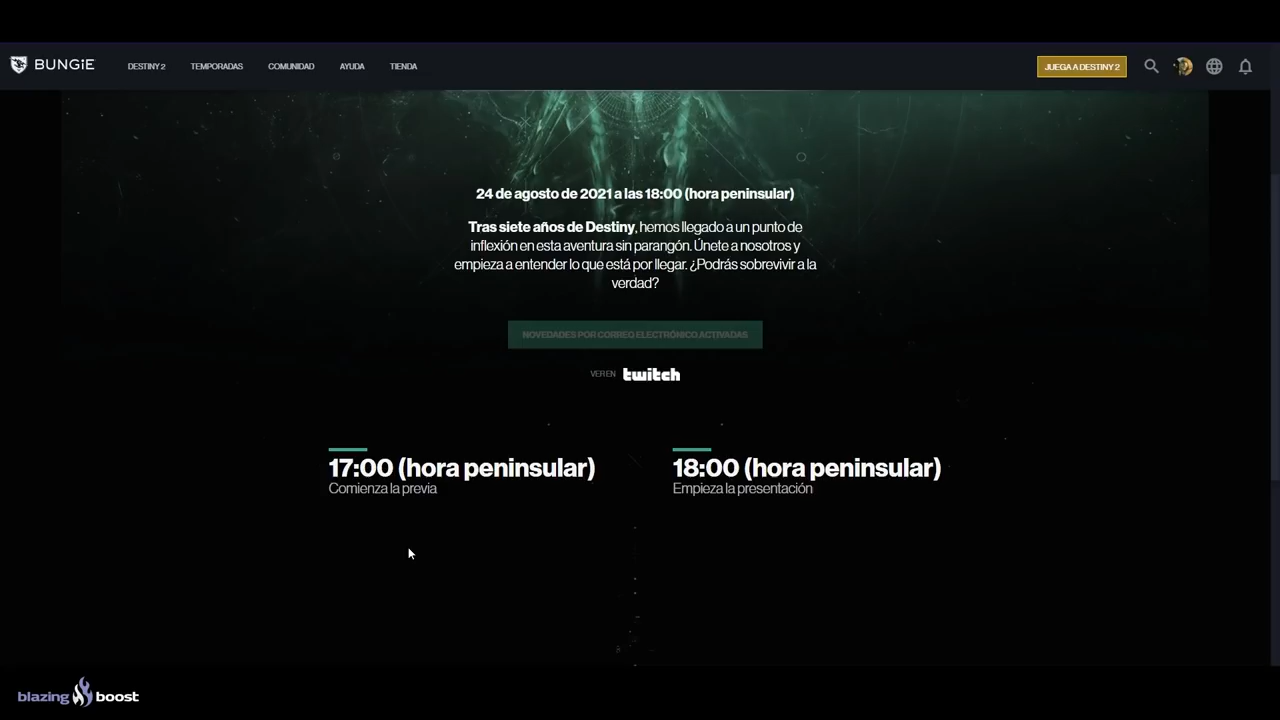 BUNGiE
DESTINY 2 TEMPORADAS COMUNIDAD AYUDA TIENDA
JUEGA A DESTINY 2
24 de agosto de 2021 a las 18:00 (hora peninsular)
Tras siete años de Destiny, hemos llegado a un punto de
inflexión en esta aventura sin parangón. Únete a nosotros y
empieza a entender lo que está por llegar. ¿Podrás sobrevivir a la
verdad?
NOVEDADES POR CORREO ELECTRÓNICO ACTIVADAS
VER EN twitch
17:00 (hora peninsular)
Comienza la previa
18:00 (hora peninsular)
Empieza la presentación
blazing boost